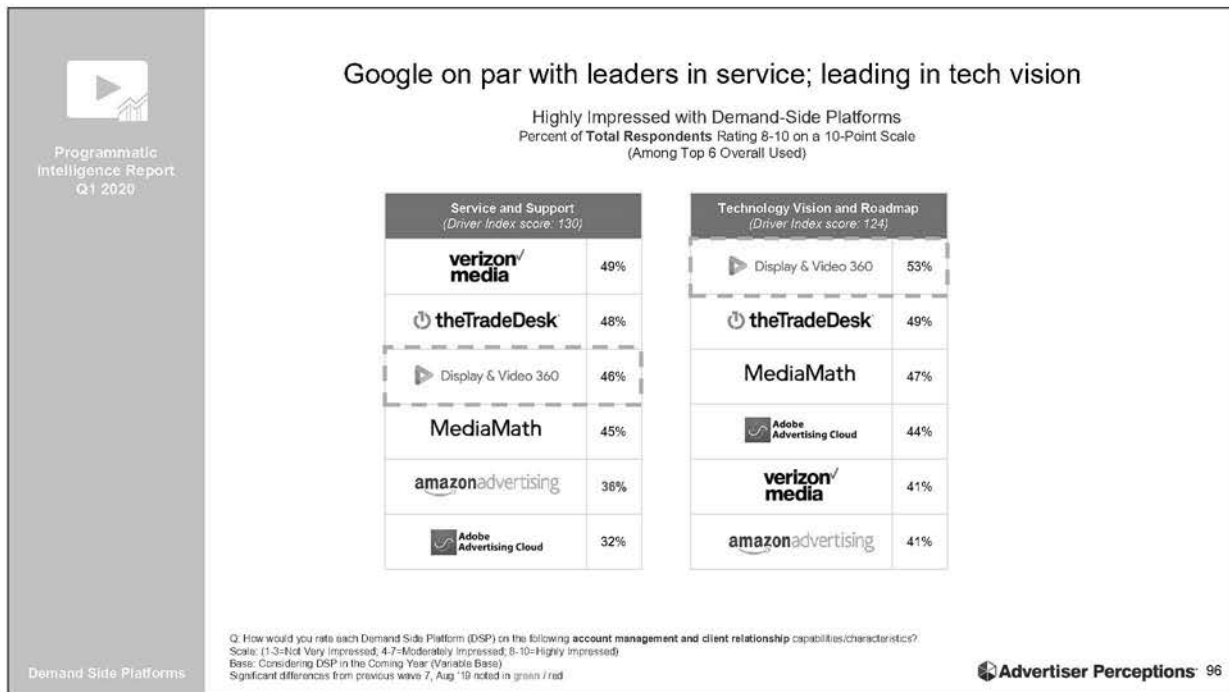 Programmatic
Intelligence Report
Q1 2020
Google on par with leaders in service; leading in tech vision
Highly Impressed with Demand-Side Platforms
Percent of Total Respondents Rating 8-10 on a 10-Point Scale
(Among Top 6 Overall Used)
Service and Support
(Driver Index score: 130)
verizon✓
media
49%
theTradeDesk
48%
Display & Video 360
46%
MediaMath
45%
amazonadvertising
36%
Adobe
Advertising Cloud
32%
Technology Vision and Roadmap
(Driver Index score: 124)
Display & Video 360
53%
theTradeDesk
49%
MediaMath
47%
Adobe
Advertising Cloud
44%
verizon✓
media
41%
amazonadvertising
41%
Q: How would you rate each Demand Side Platform (DSP) on the following account management and client relationship capabilities/characteristics?
Scale: (1-3=Not Very Impressed; 4-7=Moderately Impressed; 8-10=Highly Impressed)
Base: Considering DSP in the Coming Year (Variable Base)
Significant differences from previous wave 7, Aug '19 noted in green / red
Demand Side Platforms
Advertiser Perceptions 96